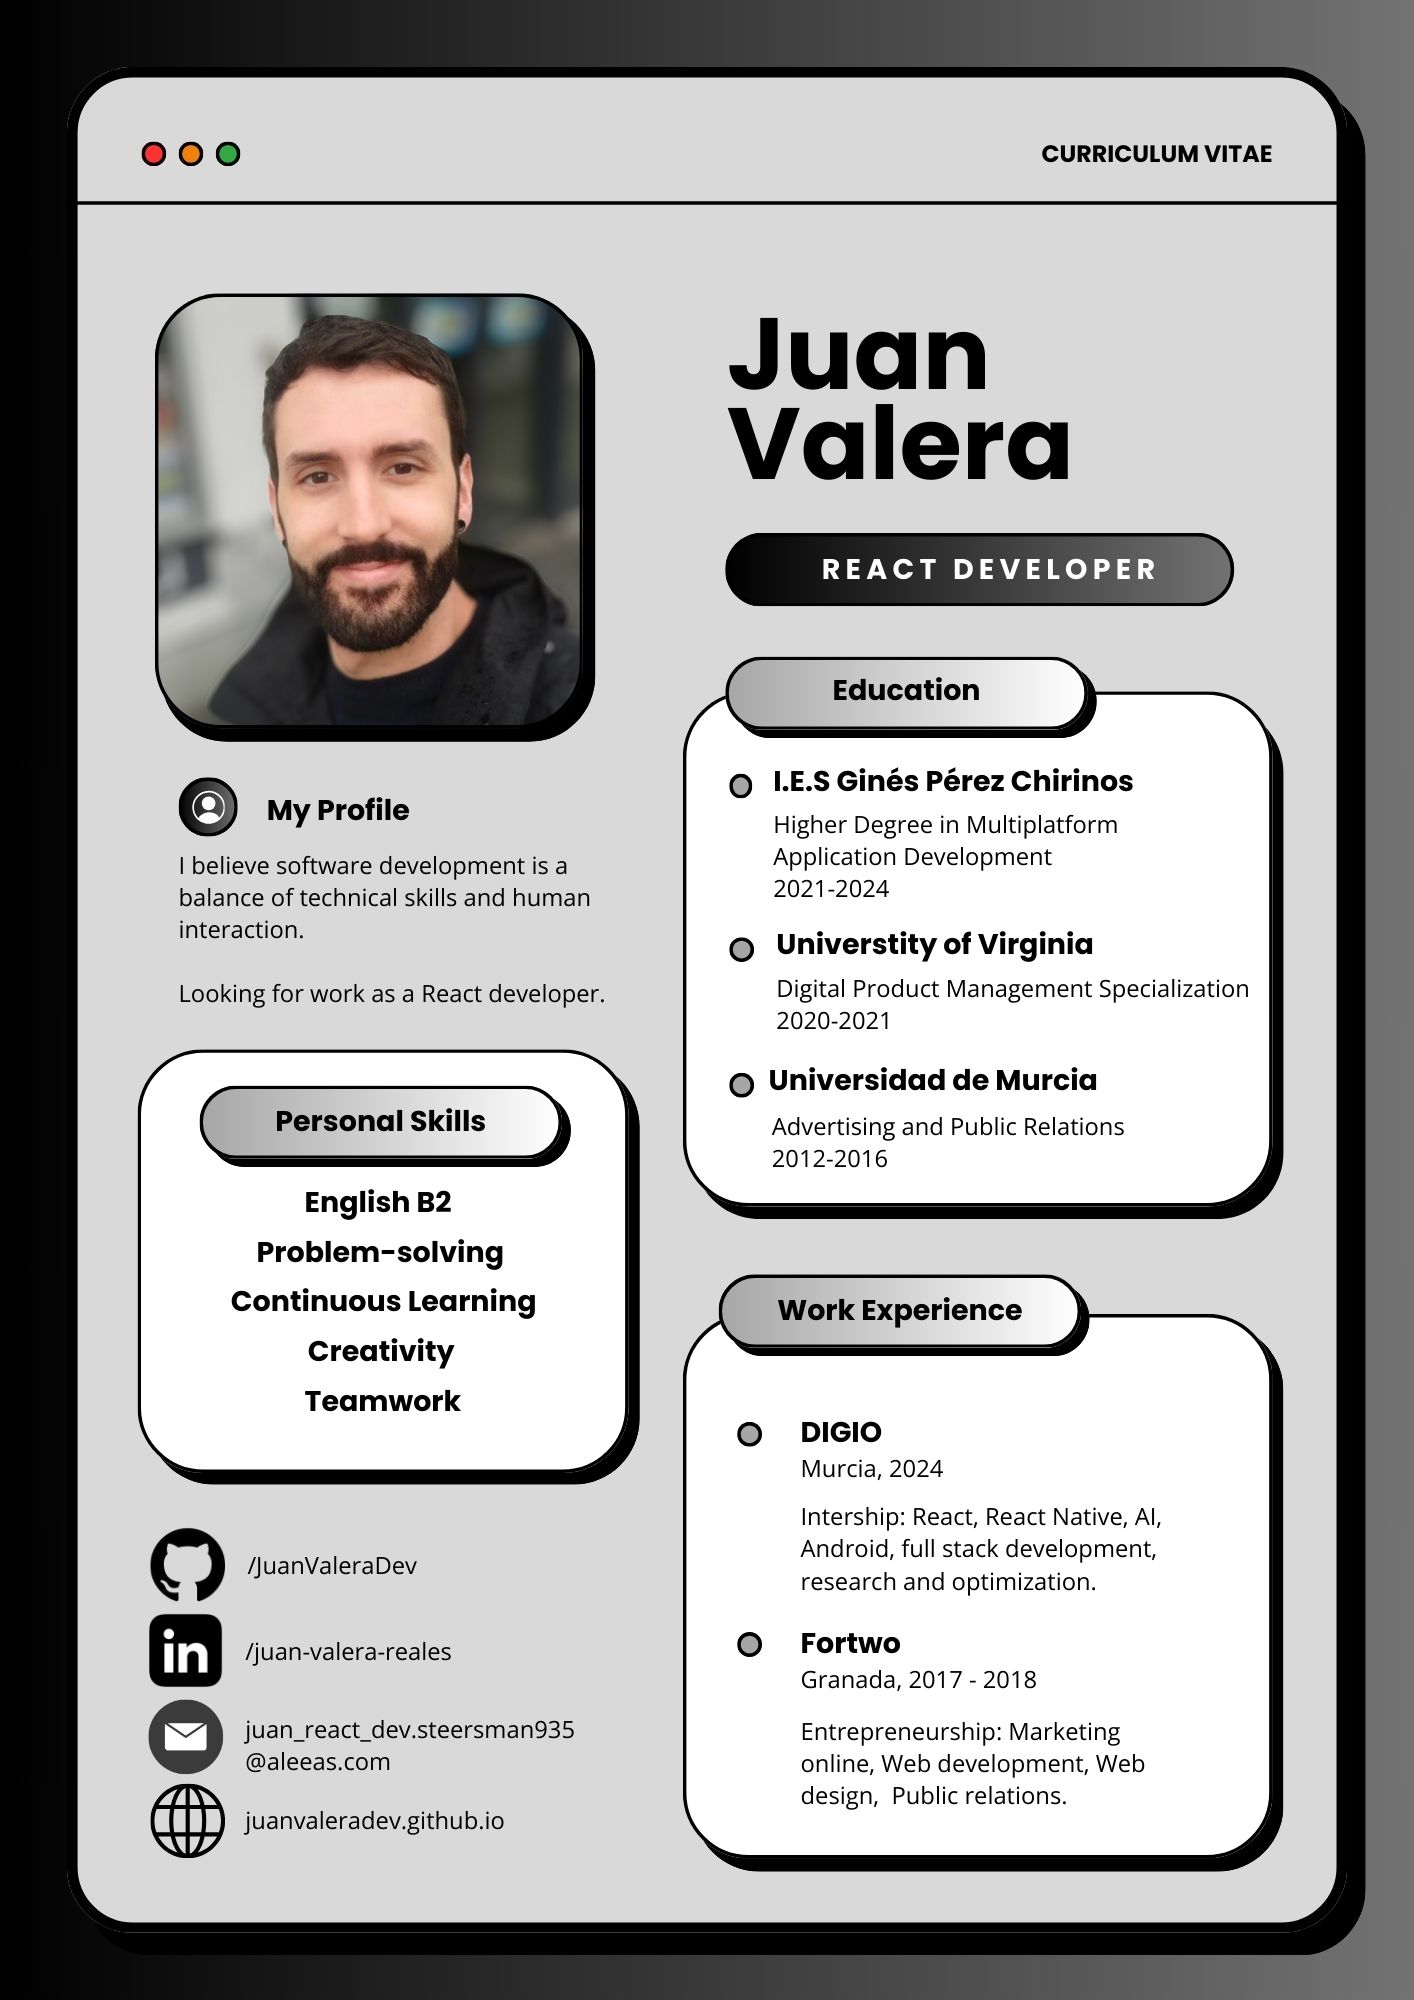 CURRICULUM VITAE
Juan
Valera
REACT DEVELOPER
My Profile
I believe software development is a
balance of technical skills and human
interaction.
Looking for work as a React developer.
Personal Skills
English B2
Problem-solving
Continuous Learning
Creativity
Teamwork
/JuanValeraDev
in
/juan-valera-reales
juan_react_dev.steersman935
@aleeas.com
juanvaleradev.github.io
Education
I.E.S Ginés Pérez Chirinos
Higher Degree in Multiplatform
Application Development
2021-2024
Universtity of Virginia
Digital Product Management Specialization
2020-2021
Universidad de Murcia
Advertising and Public Relations
2012-2016
Work Experience
DIGIO
Murcia, 2024
Intership: React, React Native, AI,
Android, full stack development,
research and optimization.
Fortwo
Granada, 2017 - 2018
Entrepreneurship: Marketing
online, Web development, Web
design,  Public relations.